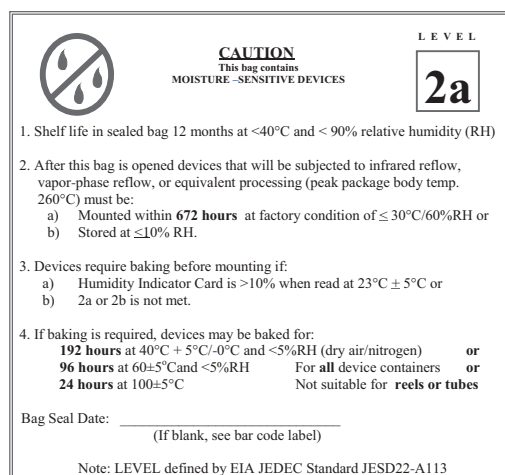 LEVEL
CAUTION
This bag contains
MOISTURE –SENSITIVE DEVICES
2a
1. Shelf life in sealed bag 12 months at <40°C and < 90% relative humidity (RH)
2. After this bag is opened devices that will be subjected to infrared reflow,
vapor-phase reflow, or equivalent processing (peak package body temp.
260°C) must be:
a) Mounted within 672 hours at factory condition of ≤ 30°C/60%RH or
b) Stored at ≤10% RH.
3. Devices require baking before mounting if:
a) Humidity Indicator Card is >10% when read at 23°C ± 5°C or
b) 2a or 2b is not met.
4. If baking is required, devices may be baked for:
192 hours at 40°C + 5°C/-0°C and <5%RH (dry air/nitrogen) or
96 hours at 60±5°Cand <5%RH For all device containers or
24 hours at 100±5°C Not suitable for reels or tubes
Bag Seal Date: ______________________________
(If blank, see bar code label)
Note: LEVEL defined by EIA JEDEC Standard JESD22-A113